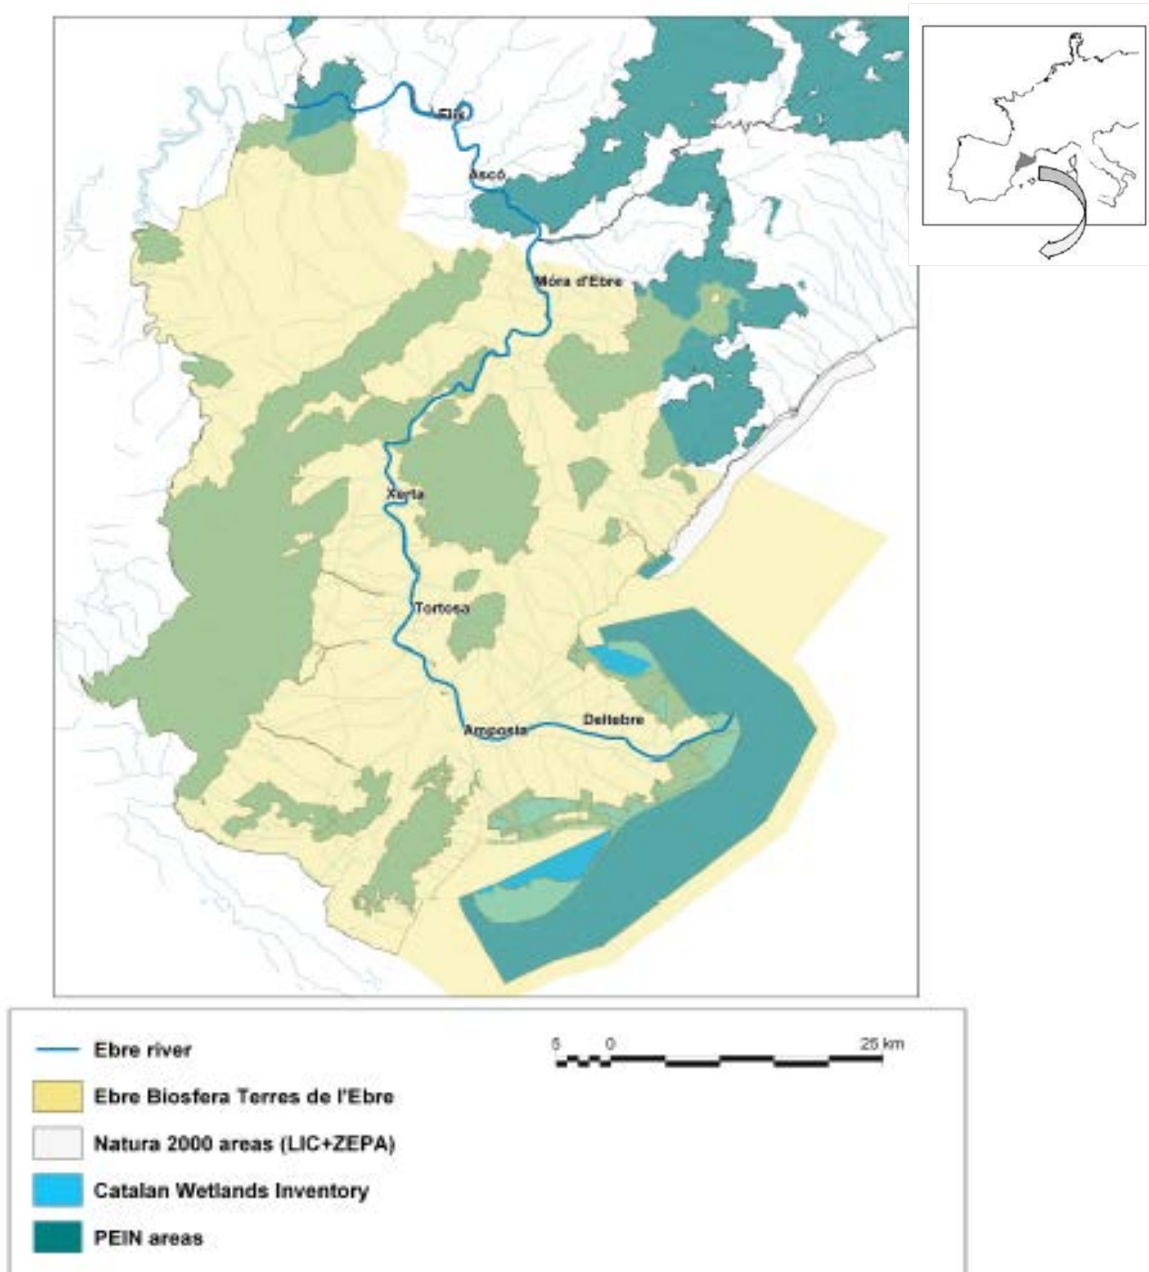 Flix
Ascó
Móra d'Ebre
Xerta
Tortosa
Deltebre
Amposta
Ebre river
5 0 25 km
Ebre Biosfera Terres de l'Ebre
Natura 2000 areas (LIC+ZEPA)
Catalan Wetlands Inventory
PEIN areas